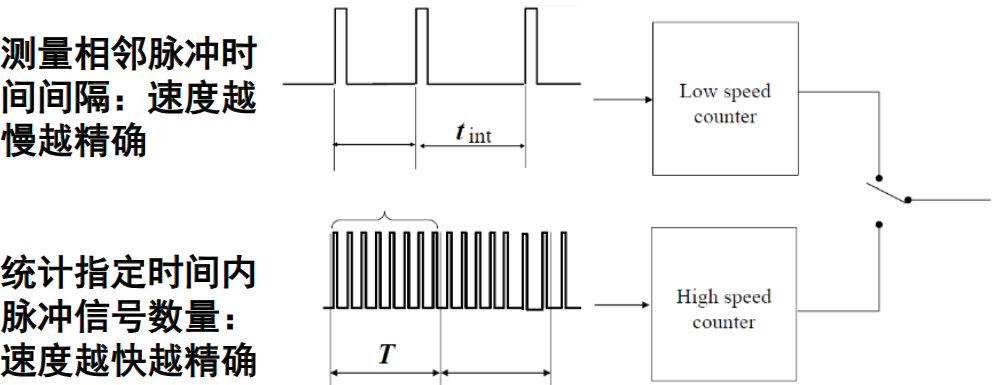 测量相邻脉冲时
间间隔：速度越
慢越精确
t int
Low speed
counter
统计指定时间内
脉冲信号数量：
速度越快越精确
T
High speed
counter